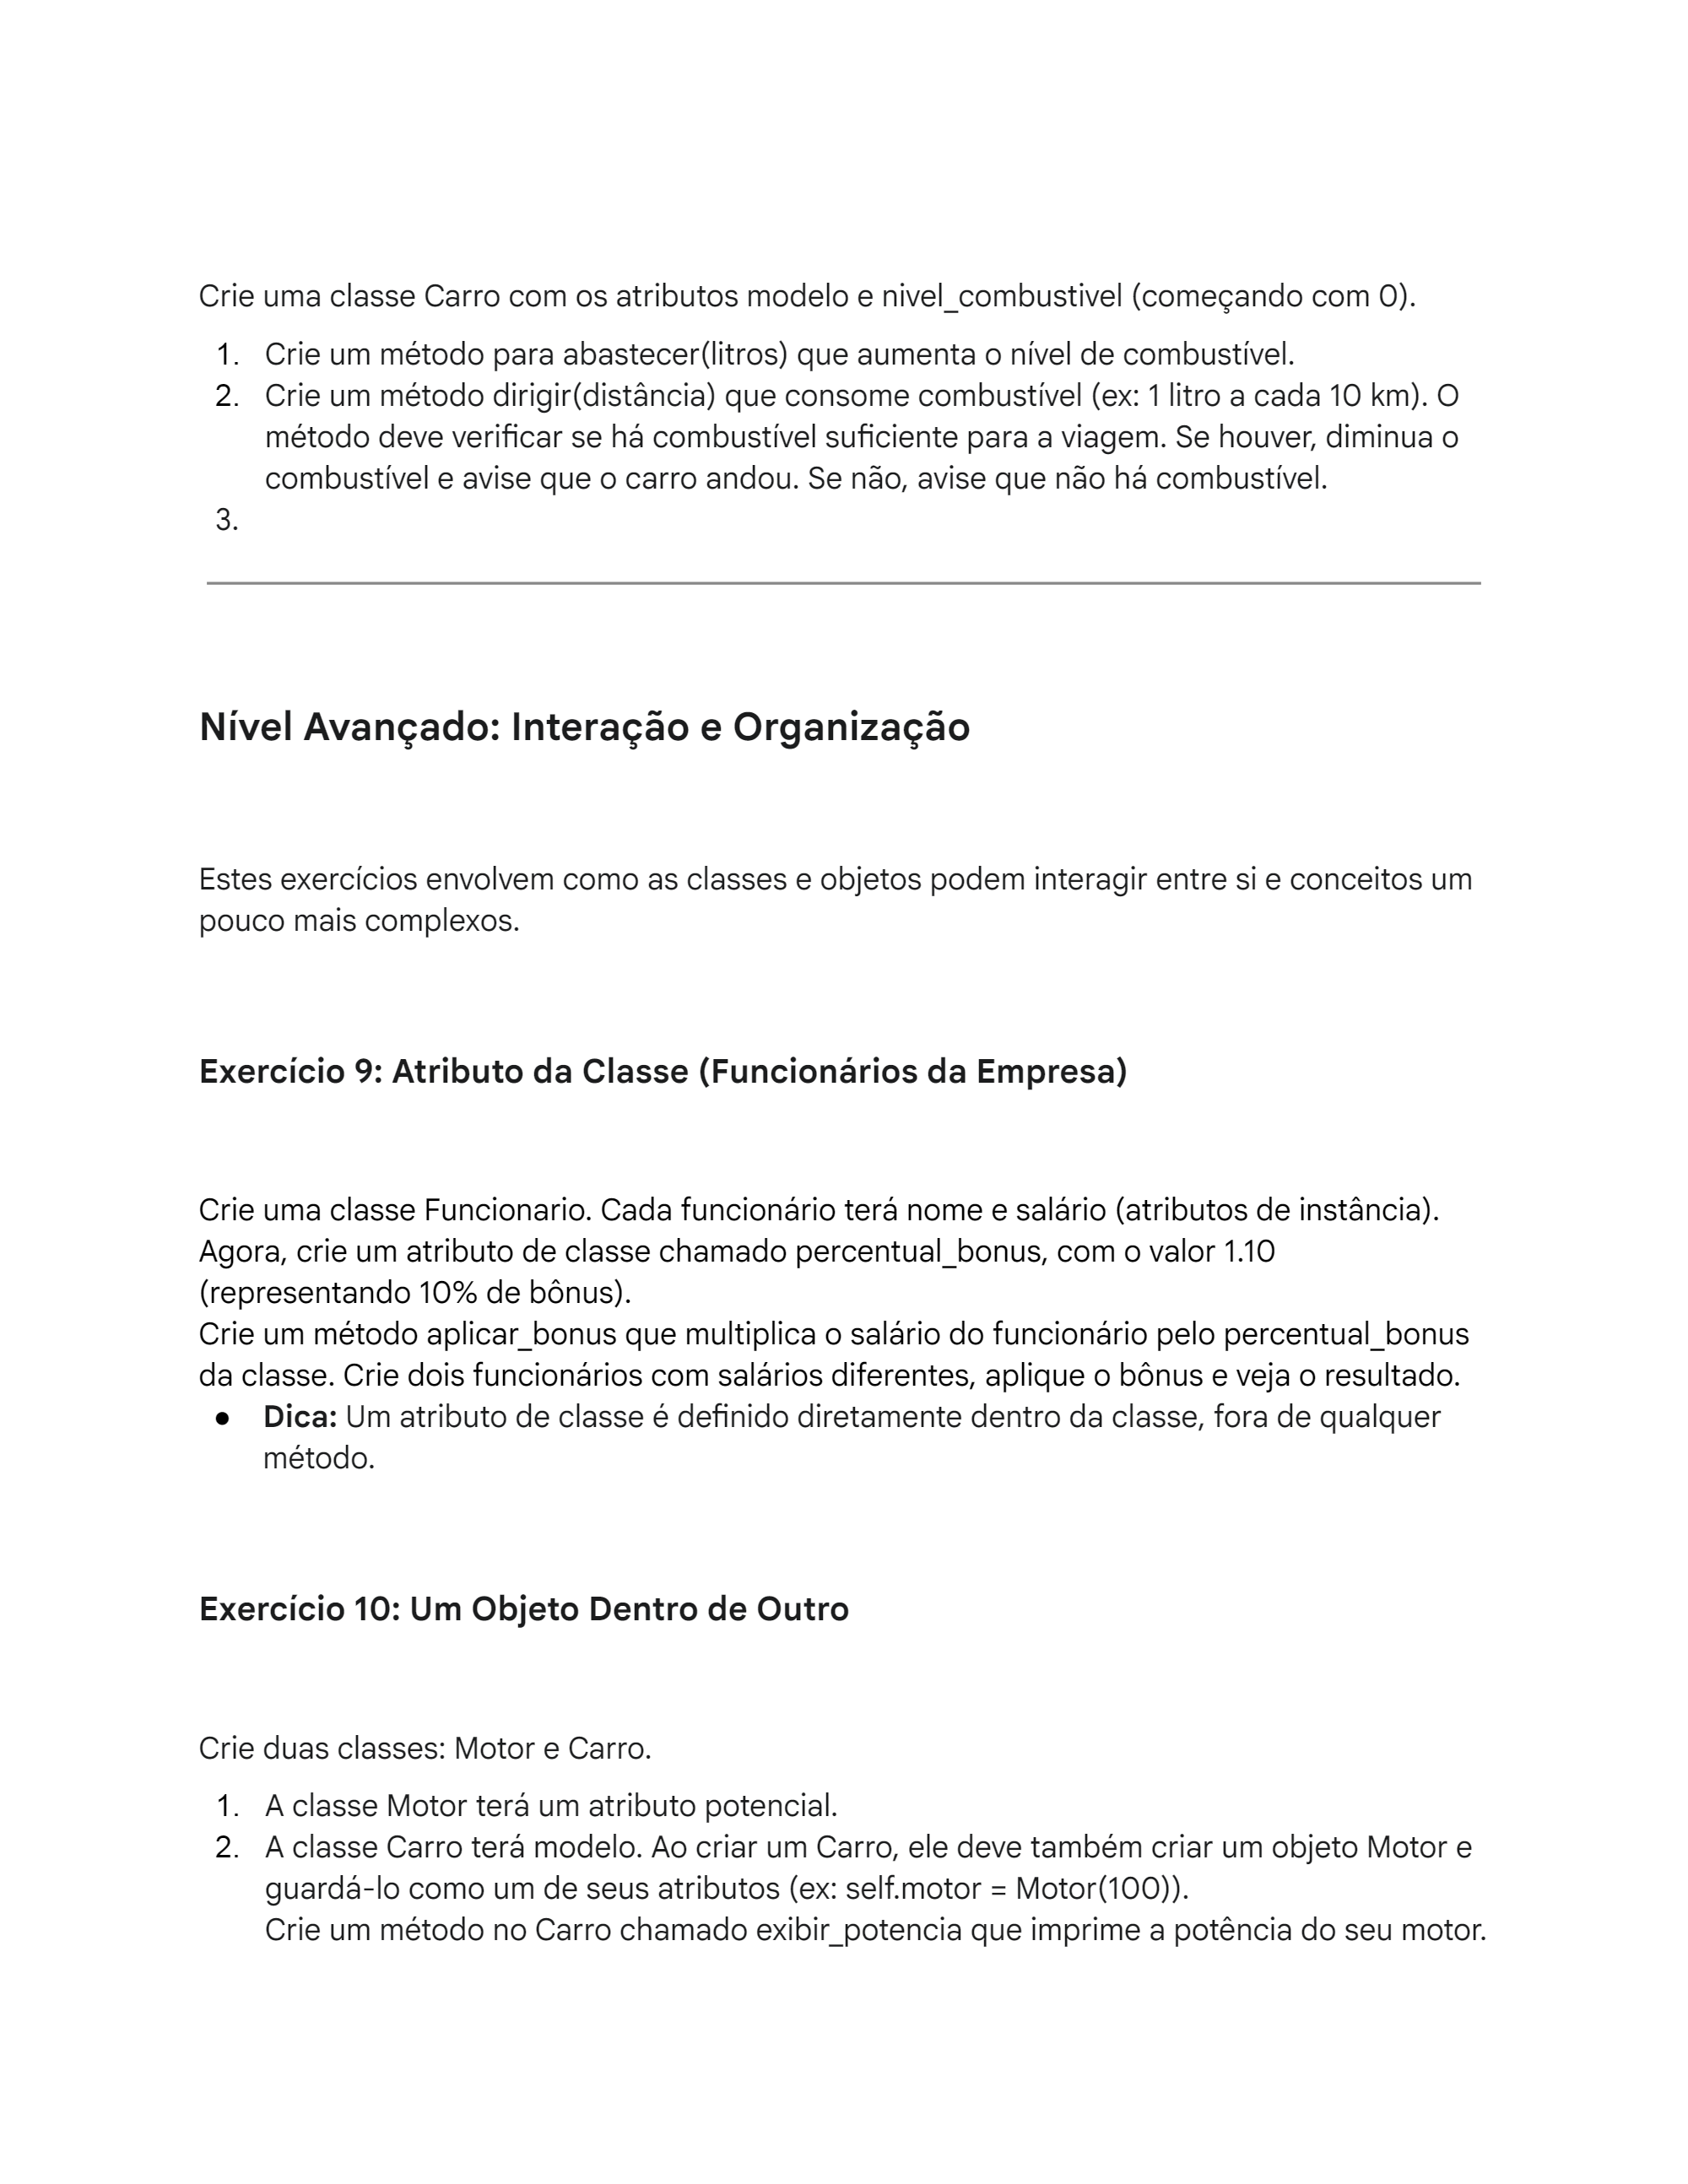 Crie uma classe Carro com os atributos modelo e nivel_combustivel (começando com 0).
1. Crie um método para abastecer(litros) que aumenta o nível de combustível.
2. Crie um método dirigir(distância) que consome combustível (ex: 1 litro a cada 10 km). O
método deve verificar se há combustível suficiente para a viagem. Se houver, diminua o
combustível e avise que o carro andou. Se não, avise que não há combustível.
3.
Nível Avançado: Interação e Organização
Estes exercícios envolvem como as classes e objetos podem interagir entre si e conceitos um
pouco mais complexos.
Exercício 9: Atributo da Classe (Funcionários da Empresa)
Crie uma classe Funcionario. Cada funcionário terá nome e salário (atributos de instância).
Agora, crie um atributo de classe chamado percentual_bonus, com o valor 1.10
(representando 10% de bônus).
Crie um método aplicar_bonus que multiplica o salário do funcionário pelo percentual_bonus
da classe. Crie dois funcionários com salários diferentes, aplique o bônus e veja o resultado.
● Dica: Um atributo de classe é definido diretamente dentro da classe, fora de qualquer
método.
Exercício 10: Um Objeto Dentro de Outro
Crie duas classes: Motor e Carro.
1. A classe Motor terá um atributo potencial.
2. A classe Carro terá modelo. Ao criar um Carro, ele deve também criar um objeto Motor e
guardá-lo como um de seus atributos (ex: self.motor = Motor(100)).
Crie um método no Carro chamado exibir_potencia que imprime a potência do seu motor.